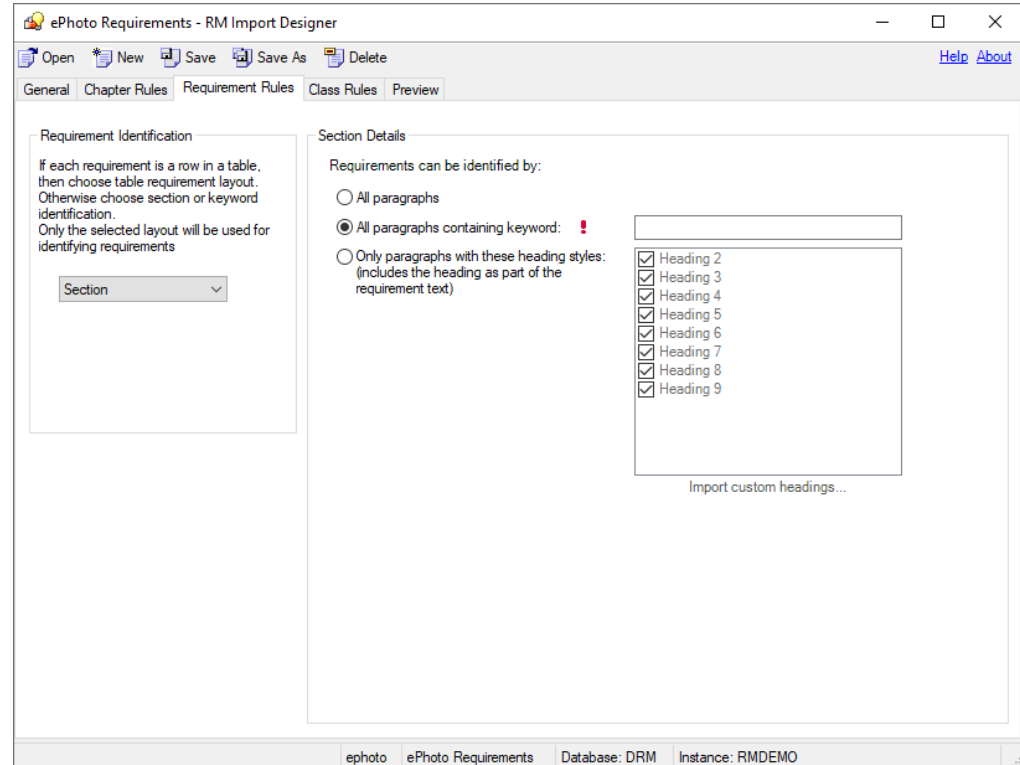 ePhoto Requirements - RM Import Designer
Open New Save Save As Delete Help About
General Chapter Rules Requirement Rules Class Rules Preview
Requirement Identification
If each requirement is a row in a table,
then choose table requirement layout.
Otherwise choose section or keyword
identification.
Only the selected layout will be used for
identifying requirements
Section
Section Details
Requirements can be identified by:
All paragraphs
All paragraphs containing keyword: !
Only paragraphs with these heading styles:
(includes the heading as part of the
requirement text)
Heading 2
Heading 3
Heading 4
Heading 5
Heading 6
Heading 7
Heading 8
Heading 9
Import custom headings...
ephoto ePhoto Requirements Database: DRM Instance: RMDEMO